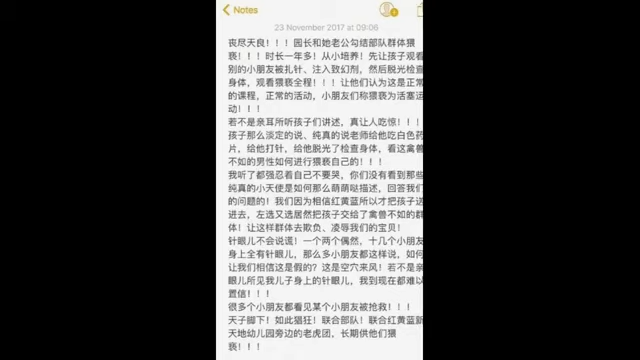 Notes
23 November 2017 at 09:06
丧尽天良！！！园长和她老公勾结部队群体猥
亵！！！时长一年多！从小培养！先让孩子观看
别的小朋友被扎针、注入致幻剂，然后脱光检查
身体，观看猥亵全程！！！让他们认为这是正常
的课程，正常的活动，小朋友们称猥亵为活塞运
动！！！
若不是亲耳所听孩子们讲述，真让人吃惊！！！
孩子那么淡定的说、纯真的说老师给他吃白色药
片，给他打针，给他脱光了检查身体，看这禽兽
不如的男性如何进行猥亵自己的！！！
我听了都强忍着自己不要哭，你们没有看到那些
纯真的小天使是如何那么萌萌哒描述，回答我们
的问题的！我们因为相信红黄蓝所以才把孩子送
进去，左选又选居然把孩子交给了禽兽不如的群
体！让这样群体去欺负、凌辱我们的宝贝！
针眼儿不会说谎！一个两个偶然，十几个小朋友
身上全有针眼儿，那么多小朋友都这样说，如何
让我们相信这是假的？这是空穴来风！若不是亲
眼儿所见我儿子身上的针眼儿，我到现在都难以
置信！！！
很多个小朋友都看见某个小朋友被抢救！！！
天子脚下！如此猖狂！联合部队！联合红黄蓝新
天地幼儿园旁边的老虎团，长期供他们猥
亵！！！